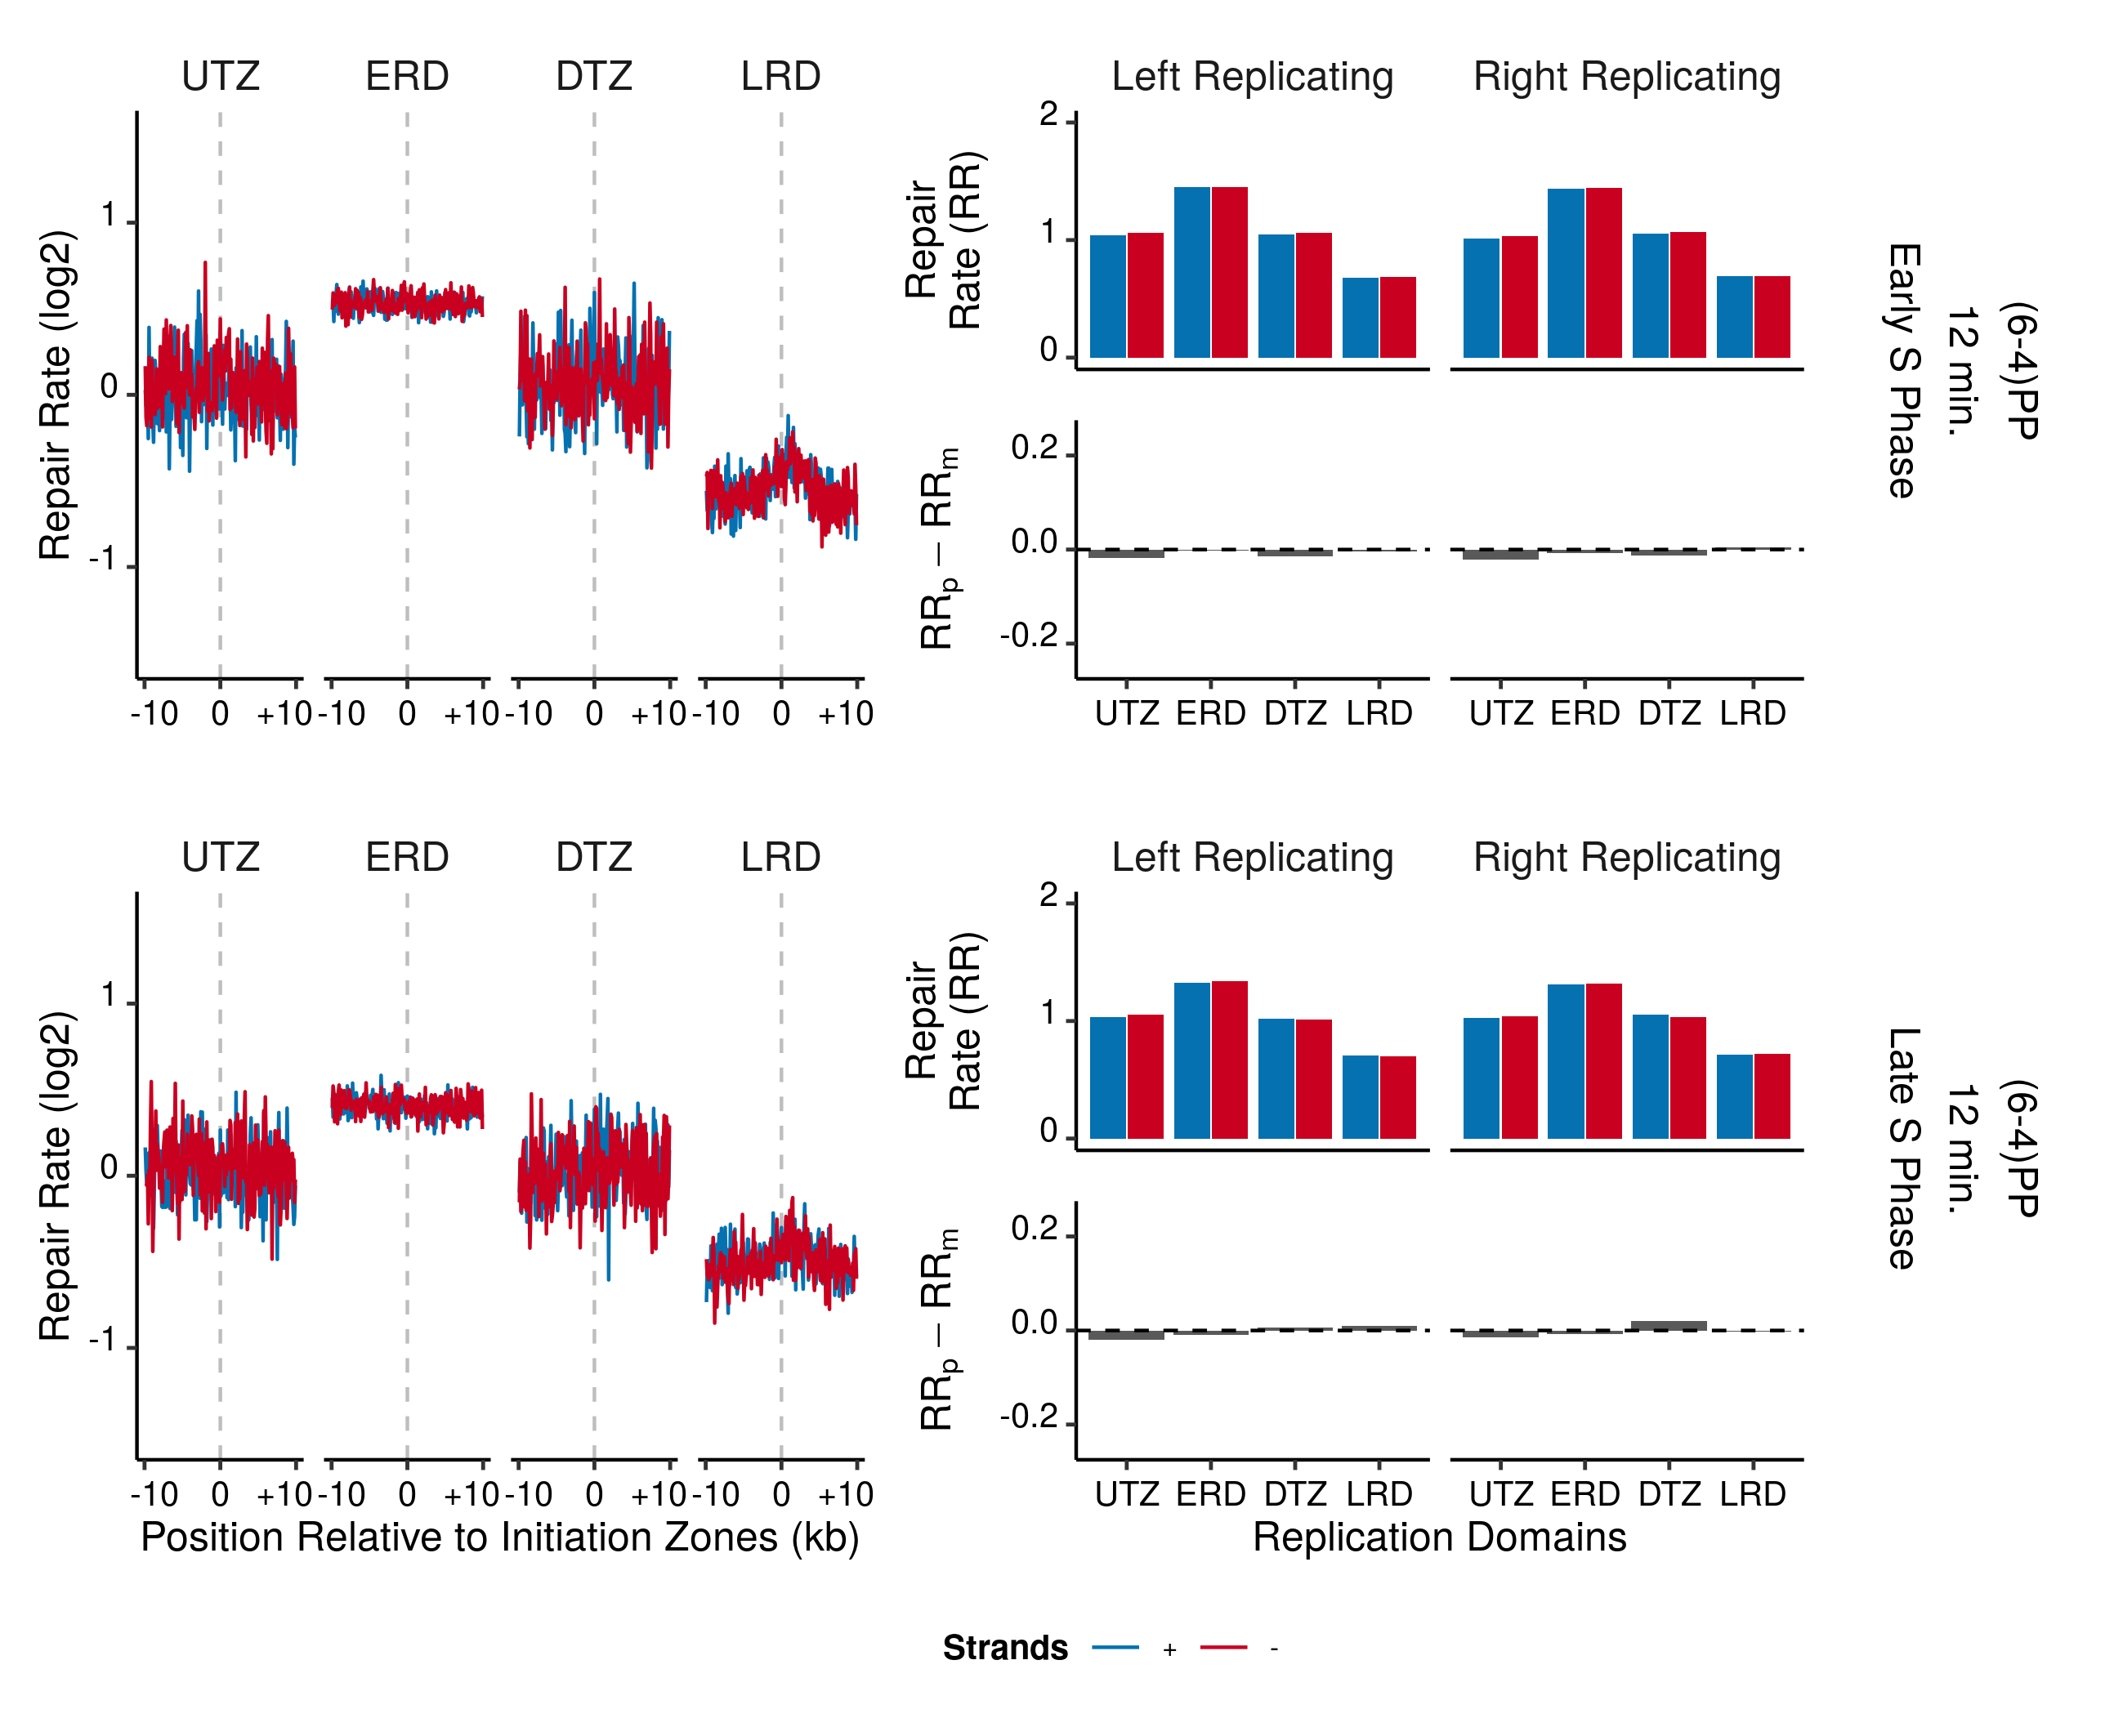 UTZ ERD DTZ LRD
Repair Rate (log2)
1
0
-1
-10 0 +10 -10 0 +10 -10 0 +10 -10 0 +10
Left Replicating Right Replicating
Repair
Rate (RR)
2
1
0
RRp − RRm
0.2
0.0
-0.2
UTZ ERD DTZ LRD UTZ ERD DTZ LRD
(6-4)PP
12 min.
Early S Phase
UTZ ERD DTZ LRD
Repair Rate (log2)
1
0
-1
-10 0 +10 -10 0 +10 -10 0 +10 -10 0 +10
Position Relative to Initiation Zones (kb)
Left Replicating Right Replicating
Repair
Rate (RR)
2
1
0
RRp − RRm
0.2
0.0
-0.2
UTZ ERD DTZ LRD UTZ ERD DTZ LRD
Replication Domains
(6-4)PP
12 min.
Late S Phase
Strands + -